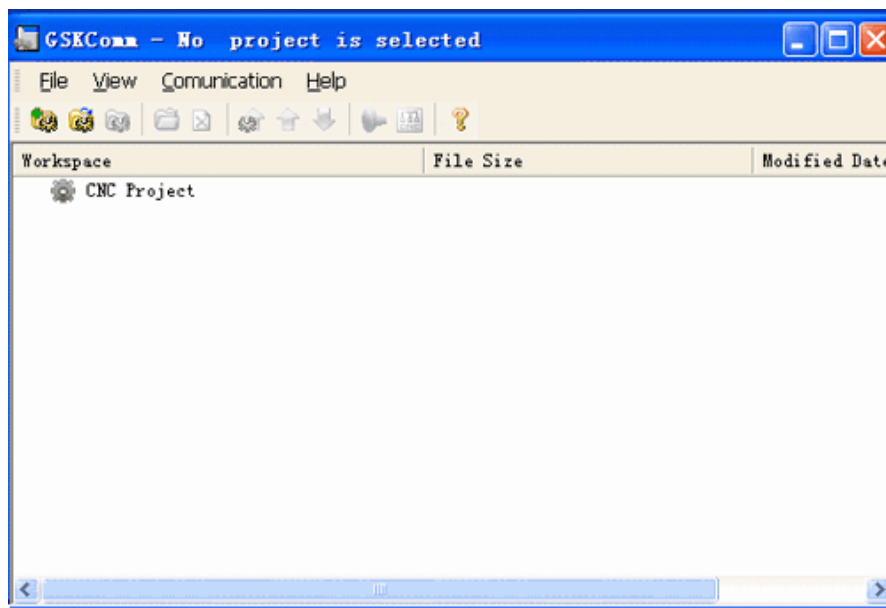 GSKComm - No project is selected
File View Comunication Help
Workspace File Size Modified Date
CNC Project